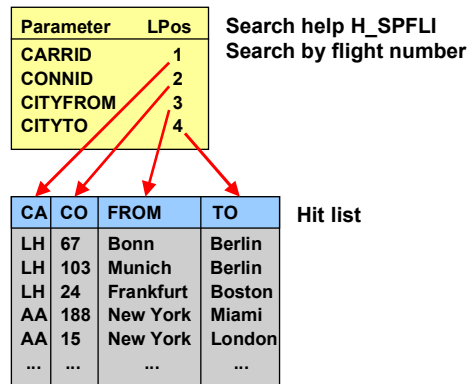 Parameter LPos
CARRID 1
CONNID 2
CITYFROM 3
CITYTO 4
Search help H_SPFLI
Search by flight number
CA CO FROM TO
LH 67 Bonn Berlin
LH 103 Munich Berlin
LH 24 Frankfurt Boston
AA 188 New York Miami
AA 15 New York London
... ... ... ...
Hit list